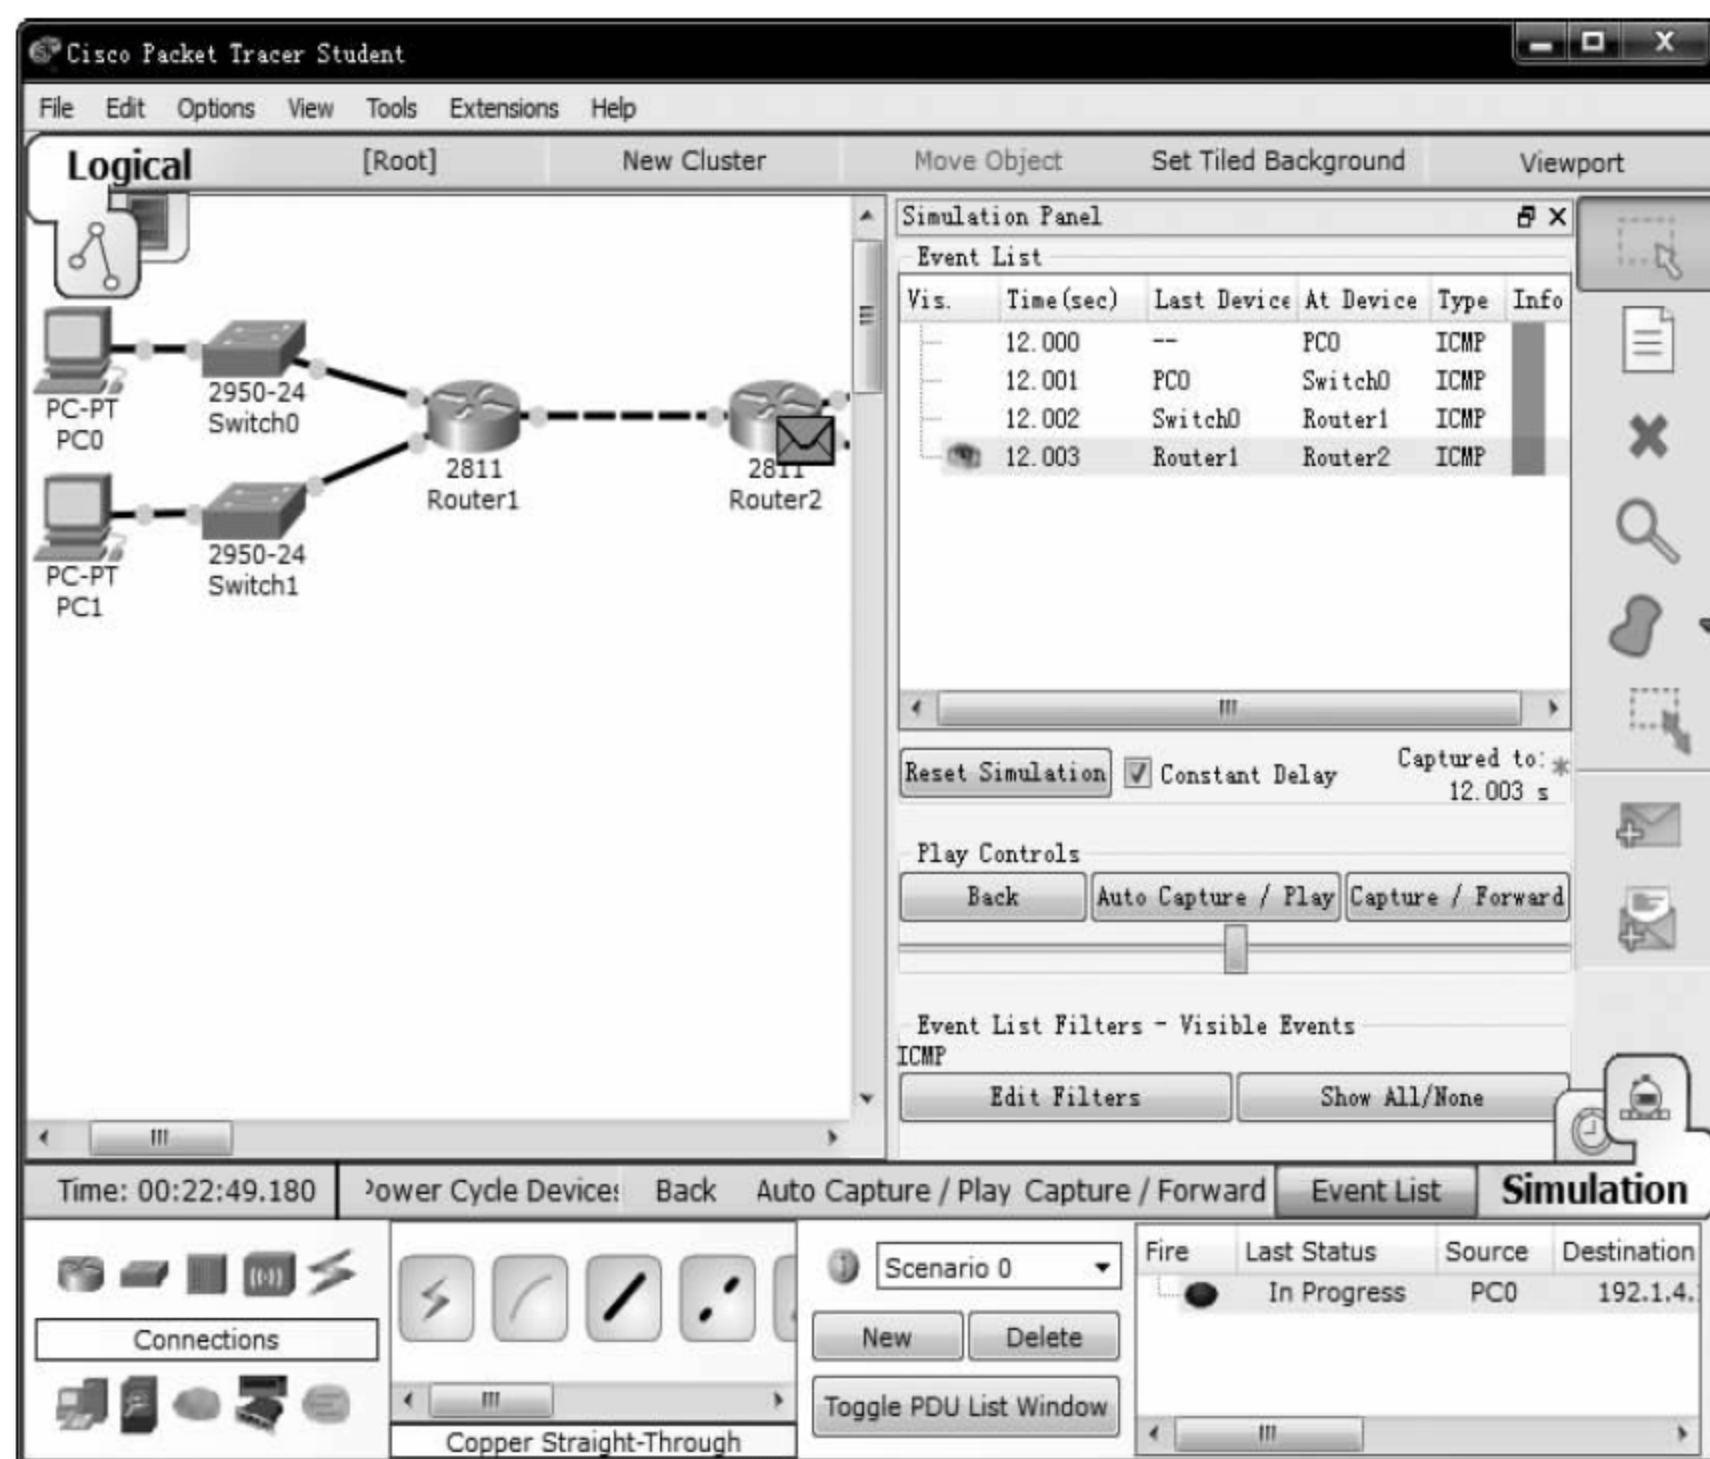 Cisco Packet Tracer Student
File Edit Options View Tools Extensions Help
Logical [Root] New Cluster Move Object Set Tiled Background Viewport
Simulation Panel
Event List
Vis. Time(sec) Last Device At Device Type Info
12.000 -- PC0 ICMP
12.001 PC0 Switch0 ICMP
12.002 Switch0 Router1 ICMP
12.003 Router1 Router2 ICMP
PC-PT
PC0
2950-24
Switch0
2811
Router1
2811
Router2
PC-PT
PC1
2950-24
Switch1
Reset Simulation Constant Delay Captured to: *
12.003 s
Play Controls
Back Auto Capture / Play Capture / Forward
Event List Filters - Visible Events
ICMP
Edit Filters Show All/None
Time: 00:22:49.180 Power Cycle Devices Back Auto Capture / Play Capture / Forward Event List Simulation
Connections
Copper Straight-Through
Scenario 0
New Delete
Toggle PDU List Window
Fire Last Status Source Destination
In Progress PC0 192.1.4.